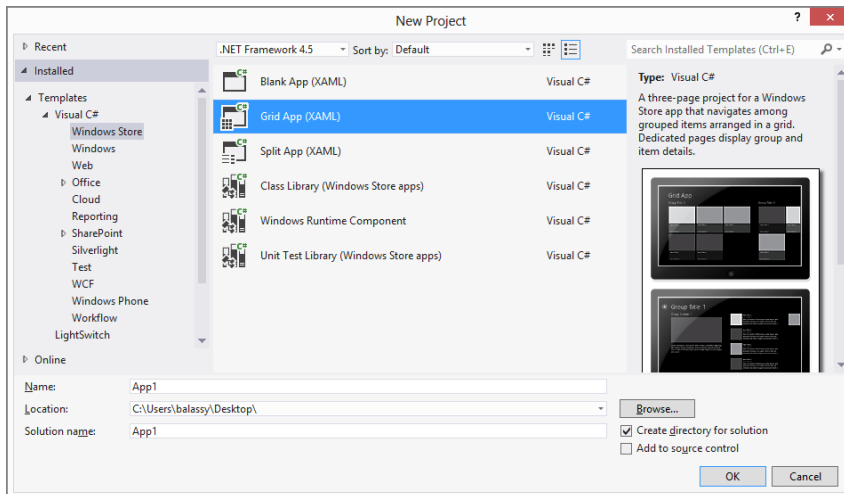 New Project
?
x
Recent
.NET Framework 4.5
Sort by: Default
Search Installed Templates (Ctrl+E)
Installed
Templates
Visual C#
Windows Store
Windows
Web
Office
Cloud
Reporting
SharePoint
Silverlight
Test
WCF
Windows Phone
Workflow
LightSwitch
Online
C#
Blank App (XAML)
Visual C#
C#
Grid App (XAML)
Visual C#
C#
Split App (XAML)
Visual C#
C#
Class Library (Windows Store apps)
Visual C#
C#
Windows Runtime Component
Visual C#
C#
Unit Test Library (Windows Store apps)
Visual C#
Type: Visual C#
A three-page project for a Windows
Store app that navigates among
grouped items arranged in a grid.
Dedicated pages display group and
item details.
Grid App
Group Title: 1
Name:
App1
Location:
C:\Users\balassy\Desktop\
Browse...
Solution name:
App1
Create directory for solution
Add to source control
OK
Cancel